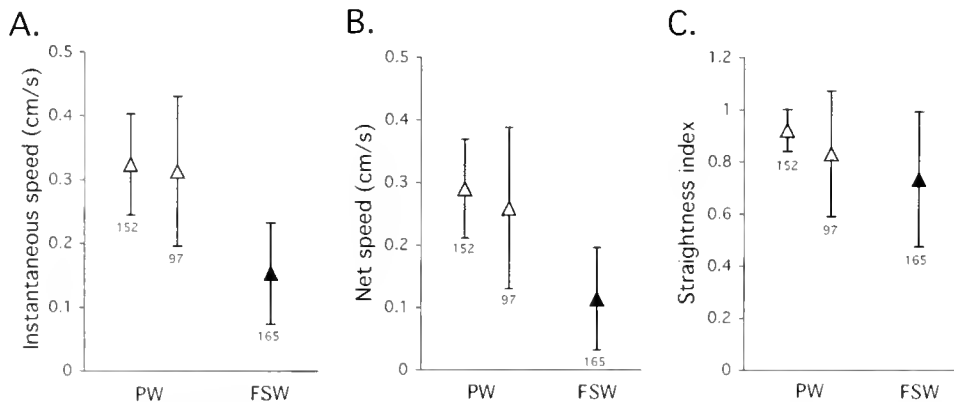 A.
Instantaneous speed (cm/s)
0.5
0.4
0.3
0.2
0.1
0
152
97
165
PW
FSW
B.
Net speed (cm/s)
0.5
0.4
0.3
0.2
0.1
0
152
97
165
PW
FSW
C.
Straightness index
1.2
1
0.8
0.6
0.4
0.2
0
152
97
165
PW
FSW